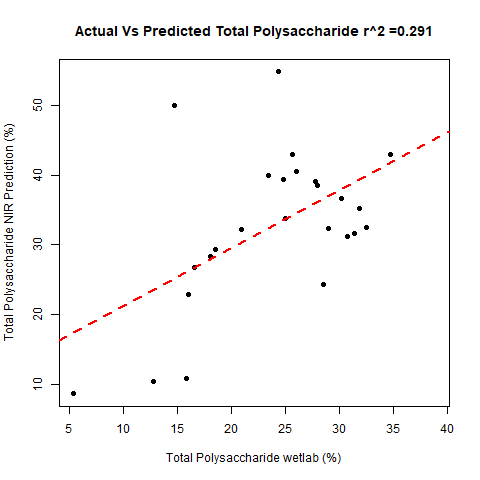 Actual Vs Predicted Total Polysaccharide r^2 =0.291
Total Polysaccharide NIR Prediction (%)
50
40
30
20
10
5 10 15 20 25 30 35 40
Total Polysaccharide wetlab (%)